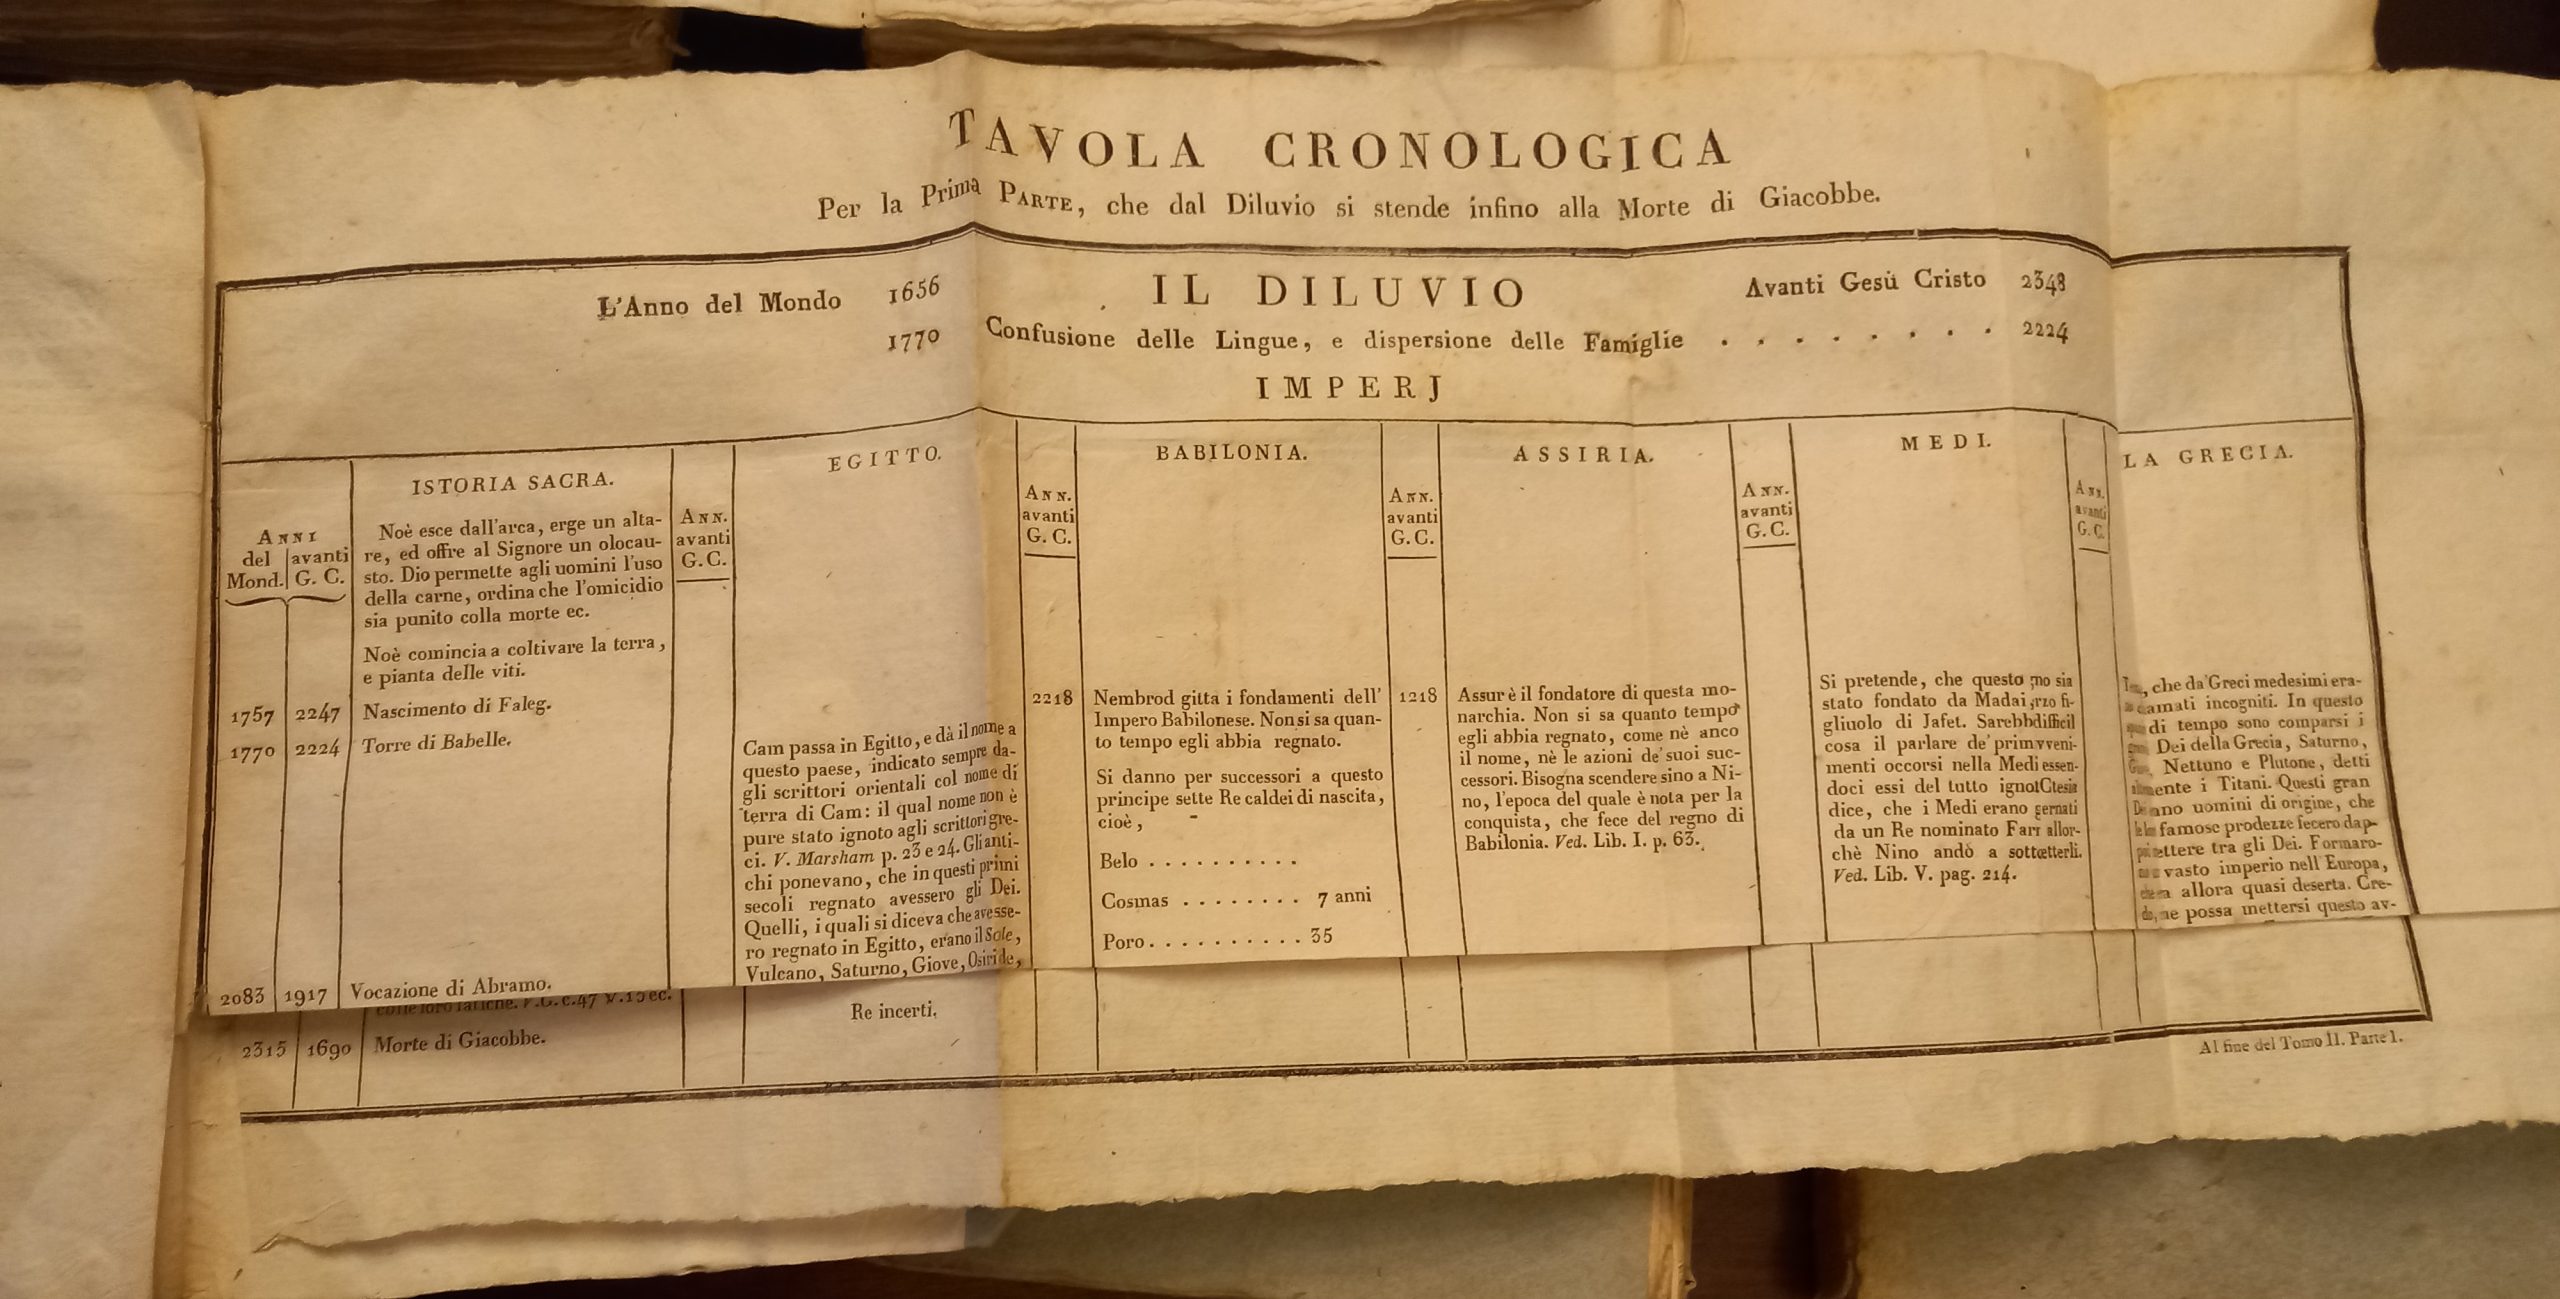 TAVOLA CRONOLOGICA
Per la Prima PARTE, che dal Diluvio si stende infino alla Morte di Giacobbe.
L'Anno del Mondo 1656 IL DILUVIO Avanti Gesù Cristo 2348
1770 Confusione delle Lingue, e dispersione delle Famiglie . . . . . . . . 2224
IMPERJ
ANNI
del avanti
Mond. G. C.
ISTORIA SACRA.
Noè esce dall'arca, erge un alta-
re, ed offre al Signore un olocau-
sto. Dio permette agli uomini l'uso
della carne, ordina che l'omicidio
sia punito colla morte ec.
Noè comincia a coltivare la terra,
e pianta delle viti.
1757 2247 Nascimento di Faleg.
1770 2224 Torre di Babelle.
2083 1917 Vocazione di Abramo.
2315 1690 Morte di Giacobbe.
ANN.
avanti
G. C.
EGITTO.
Cam passa in Egitto, e dà il nome a
questo paese, indicato sempre da-
gli scrittori orientali col nome di
terra di Cam: il qual nome non è
pure stato ignoto agli scrittori gre-
ci. V. Marsham p. 23 e 24. Gli anti-
chi ponevano, che in questi primi
secoli regnato avessero gli Dei.
Quelli, i quali si diceva che avesse-
ro regnato in Egitto, erano il Sole,
Vulcano, Saturno, Giove, Osiride,
Re incerti.
ANN.
avanti
G. C.
2218
BABILONIA.
Nembrod gitta i fondamenti dell'
Impero Babilonese. Non si sa quan-
to tempo egli abbia regnato.
Si danno per successori a questo
principe sette Re caldei di nascita,
cioè,
Belo . . . . . . . . . .
Cosmas . . . . . . . . 7 anni
Poro . . . . . . . . . . 35
ANN.
avanti
G. C.
1218
ASSIRIA.
Assur è il fondatore di questa mo-
narchia. Non si sa quanto tempo
egli abbia regnato, come nè anco
il nome, nè le azioni de' suoi suc-
cessori. Bisogna scendere sino a Ni-
no, l'epoca del quale è nota per la
conquista, che fece del regno di
Babilonia. Ved. Lib. I. p. 63.
ANN.
avanti
G. C.
MEDI.
Si pretende, che questo sia
stato fondato da Madai fi-
gliuolo di Jafet.
cosa il parlare
menti occorsi nella
doci essi del tutto
dice, che i Medi erano
da un Re nominato allor-
chè Nino andò a
Ved. Lib. V. pag. 214.
ANN.
avanti
G. C.
LA GRECIA.
che da' Greci medesimi era-
incogniti. In questo
di tempo sono comparsi i
Dei della Grecia, Saturno,
Nettuno e Plutone, detti
i Titani. Questi gran
uomini di origine, che
famose prodezze fecero dap-
tra gli Dei. Formaro-
vasto imperio nell'Europa,
allora quasi deserta. Cre-
possa mettersi questo av-
Al fine del Tomo II. Parte I.